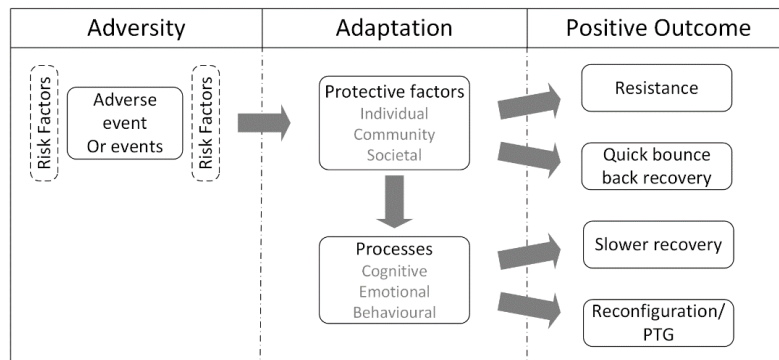 Adversity
Adaptation
Positive Outcome
Risk Factors
Adverse
event
Or events
Risk Factors
Protective factors
Individual
Community
Societal
Processes
Cognitive
Emotional
Behavioural
Resistance
Quick bounce
back recovery
Slower recovery
Reconfiguration/
PTG